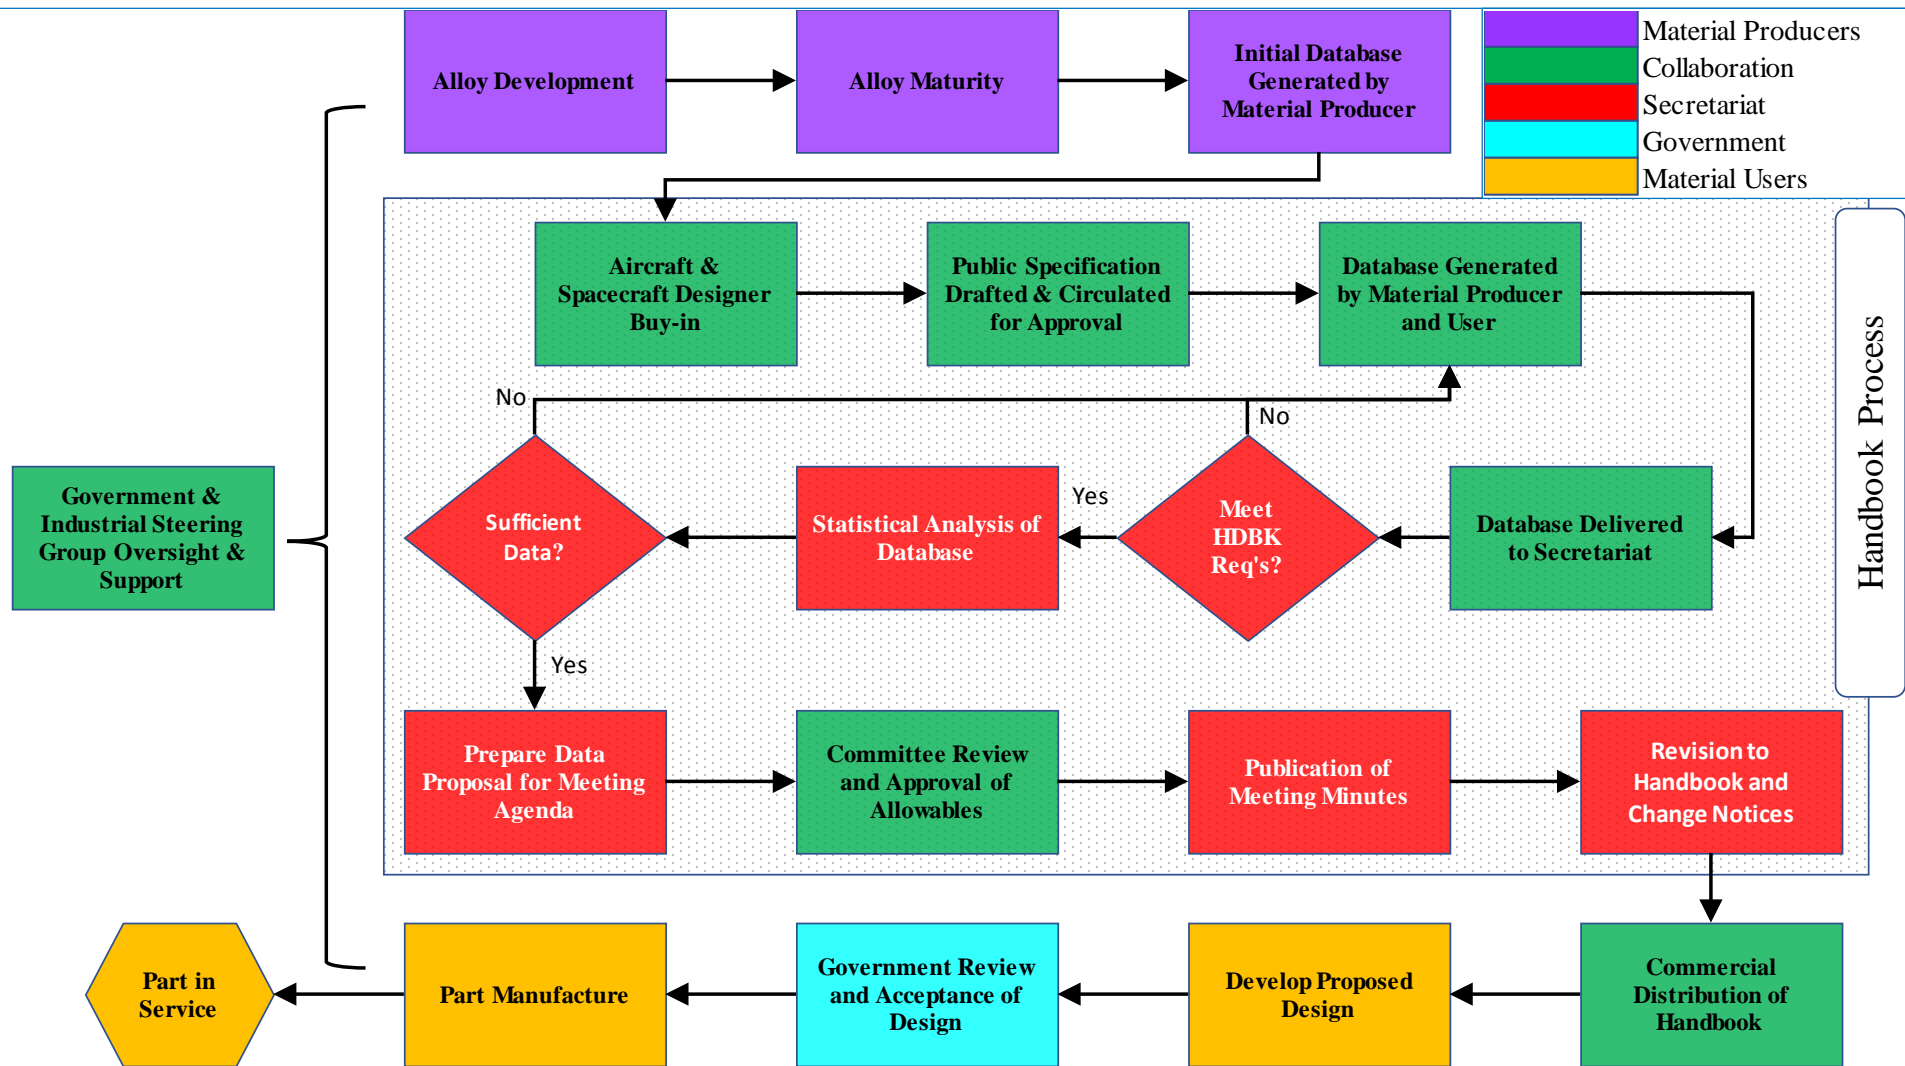 Alloy Development
Alloy Maturity
Initial Database
Generated by
Material Producer
Material Producers
Collaboration
Secretariat
Government
Material Users
Aircraft &
Spacecraft Designer
Buy-in
Public Specification
Drafted & Circulated
for Approval
Database Generated
by Material Producer
and User
Handbook Process
No
No
Government &
Industrial Steering
Group Oversight &
Support
Sufficient
Data?
Statistical Analysis of
Database
Yes
Meet
HDBK
Req's?
Database Delivered
to Secretariat
Yes
Prepare Data
Proposal for Meeting
Agenda
Committee Review
and Approval of
Allowables
Publication of
Meeting Minutes
Revision to
Handbook and
Change Notices
Part in
Service
Part Manufacture
Government Review
and Acceptance of
Design
Develop Proposed
Design
Commercial
Distribution of
Handbook